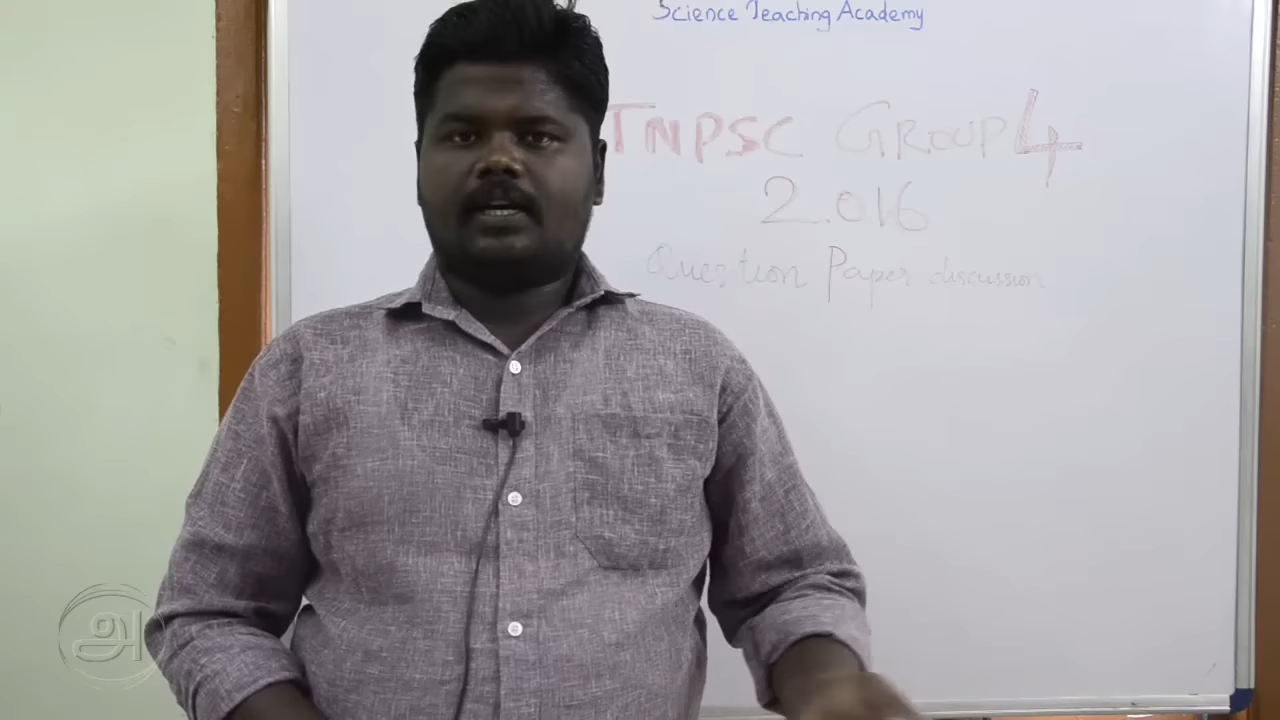 Science Teaching Academy
TNPSC GROUP 4
2016
Question Paper discussion
அ